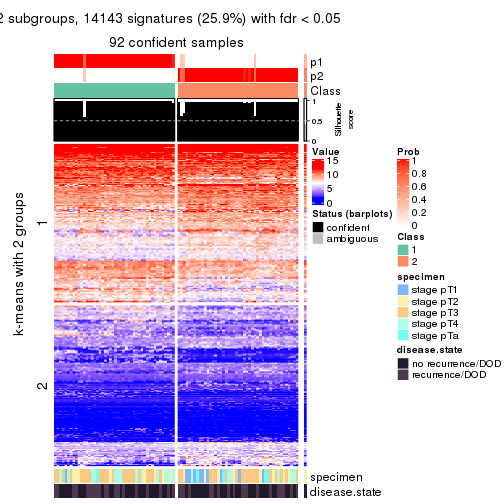 2 subgroups, 14143 signatures (25.9%) with fdr < 0.05
92 confident samples
p1
p2
Class
1
0.5
0
Silhouette
score
k-means with 2 groups
1
2
specimen
disease.state
Value
15
10
5
0
Status (barplots)
confident
ambiguous
Prob
1
0.8
0.6
0.4
0.2
0
Class
1
2
specimen
stage pT1
stage pT2
stage pT3
stage pT4
stage pTa
disease.state
no recurrence/DOD
recurrence/DOD